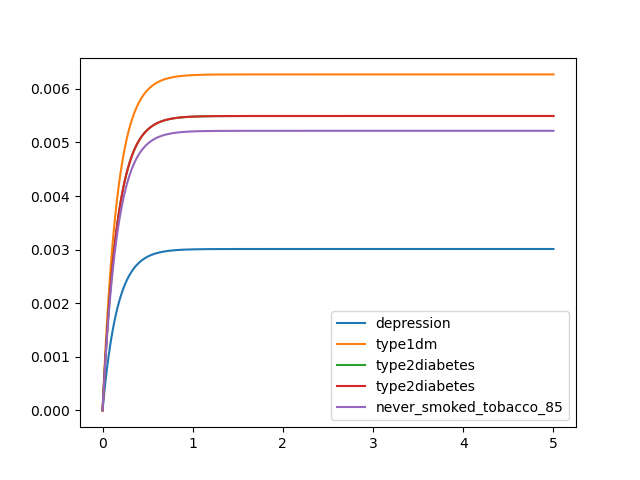 0.006
0.005
0.004
0.003
0.002
0.001
0.000
depression
type1dm
type2diabetes
type2diabetes
never_smoked_tobacco_85
0 1 2 3 4 5